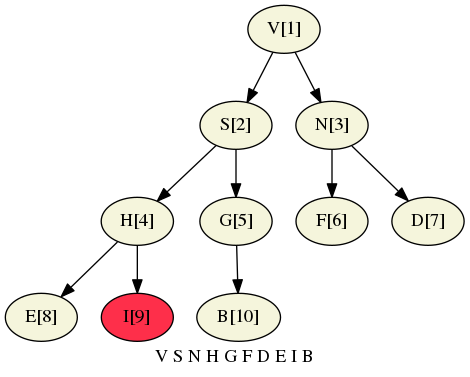 V[1]
S[2] N[3]
H[4] G[5] F[6] D[7]
E[8] I[9] B[10]
V S N H G F D E I B